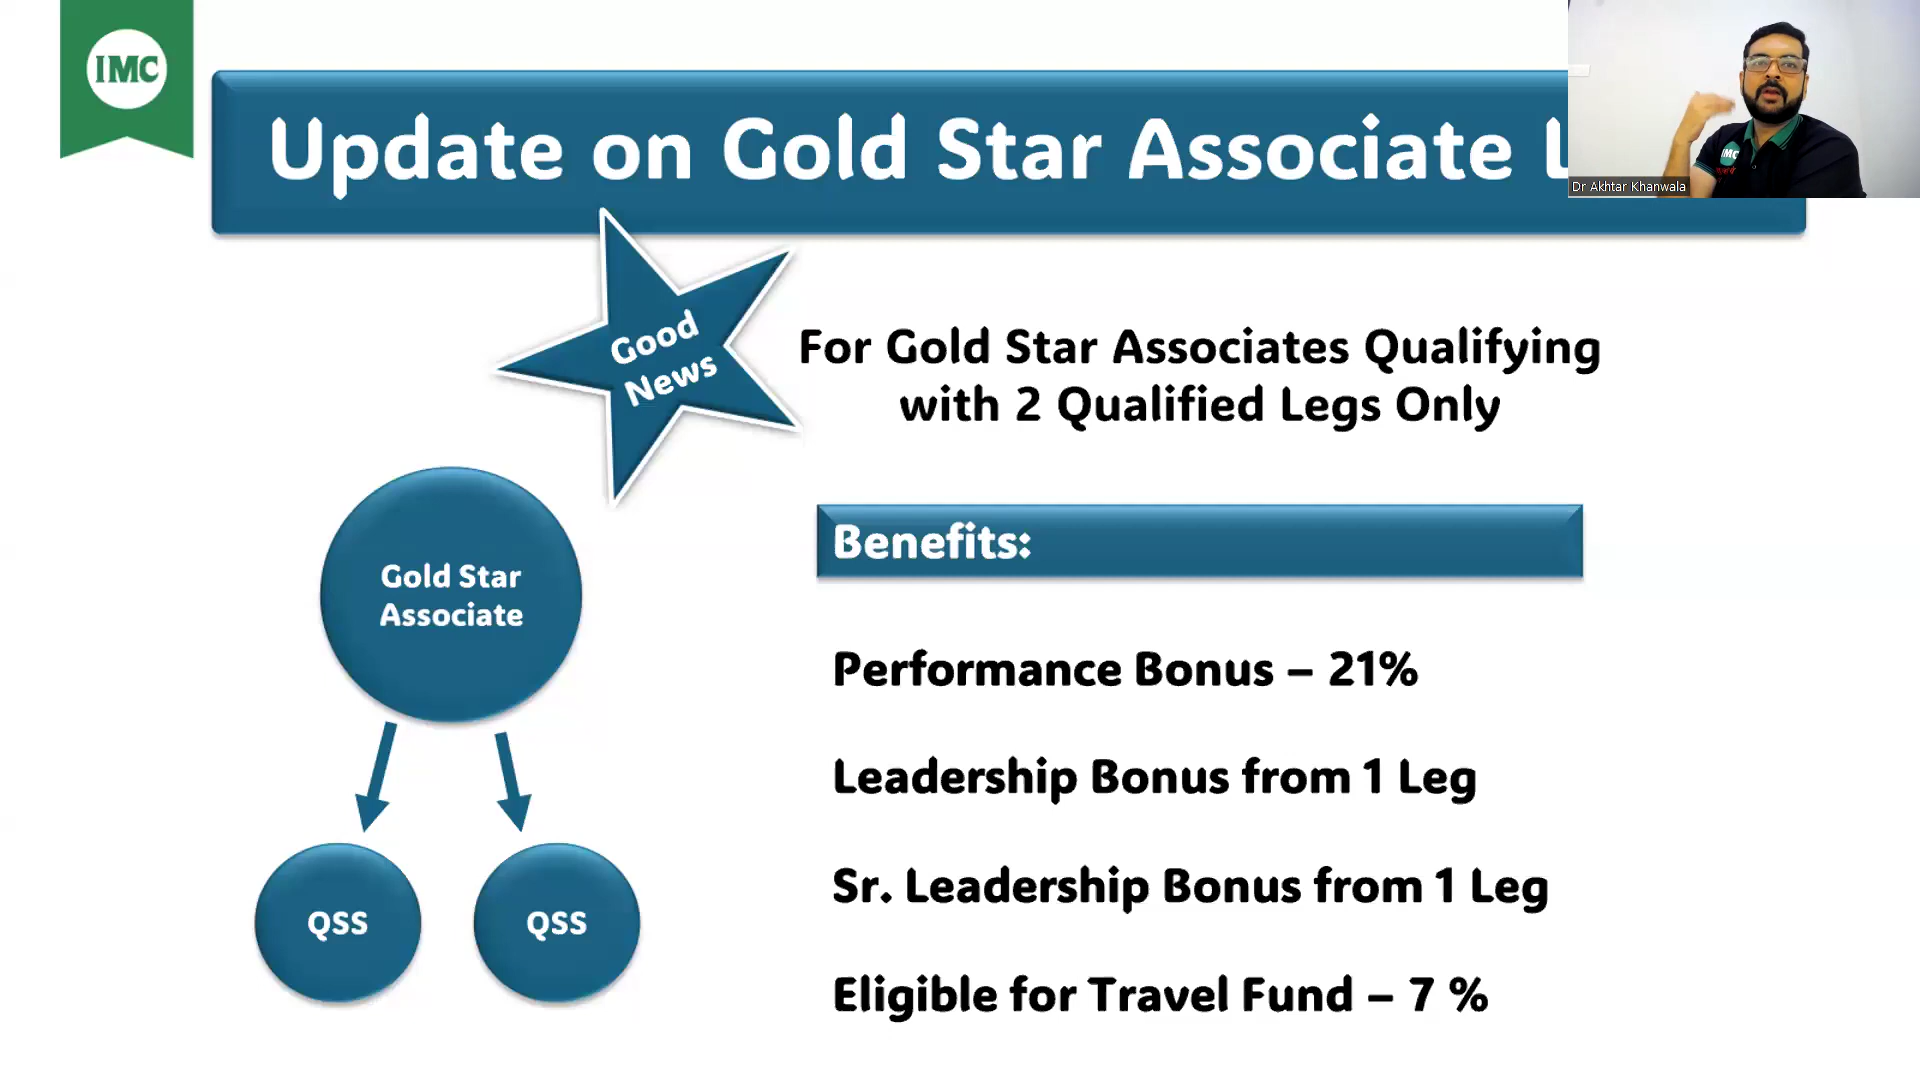 IMC
Update on Gold Star Associate L
IMC
Dr Akhtar Khanwala
Good
News
For Gold Star Associates Qualifying
with 2 Qualified Legs Only
Gold Star
Associate
QSS
QSS
Benefits:
Performance Bonus – 21%
Leadership Bonus from 1 Leg
Sr. Leadership Bonus from 1 Leg
Eligible for Travel Fund – 7 %